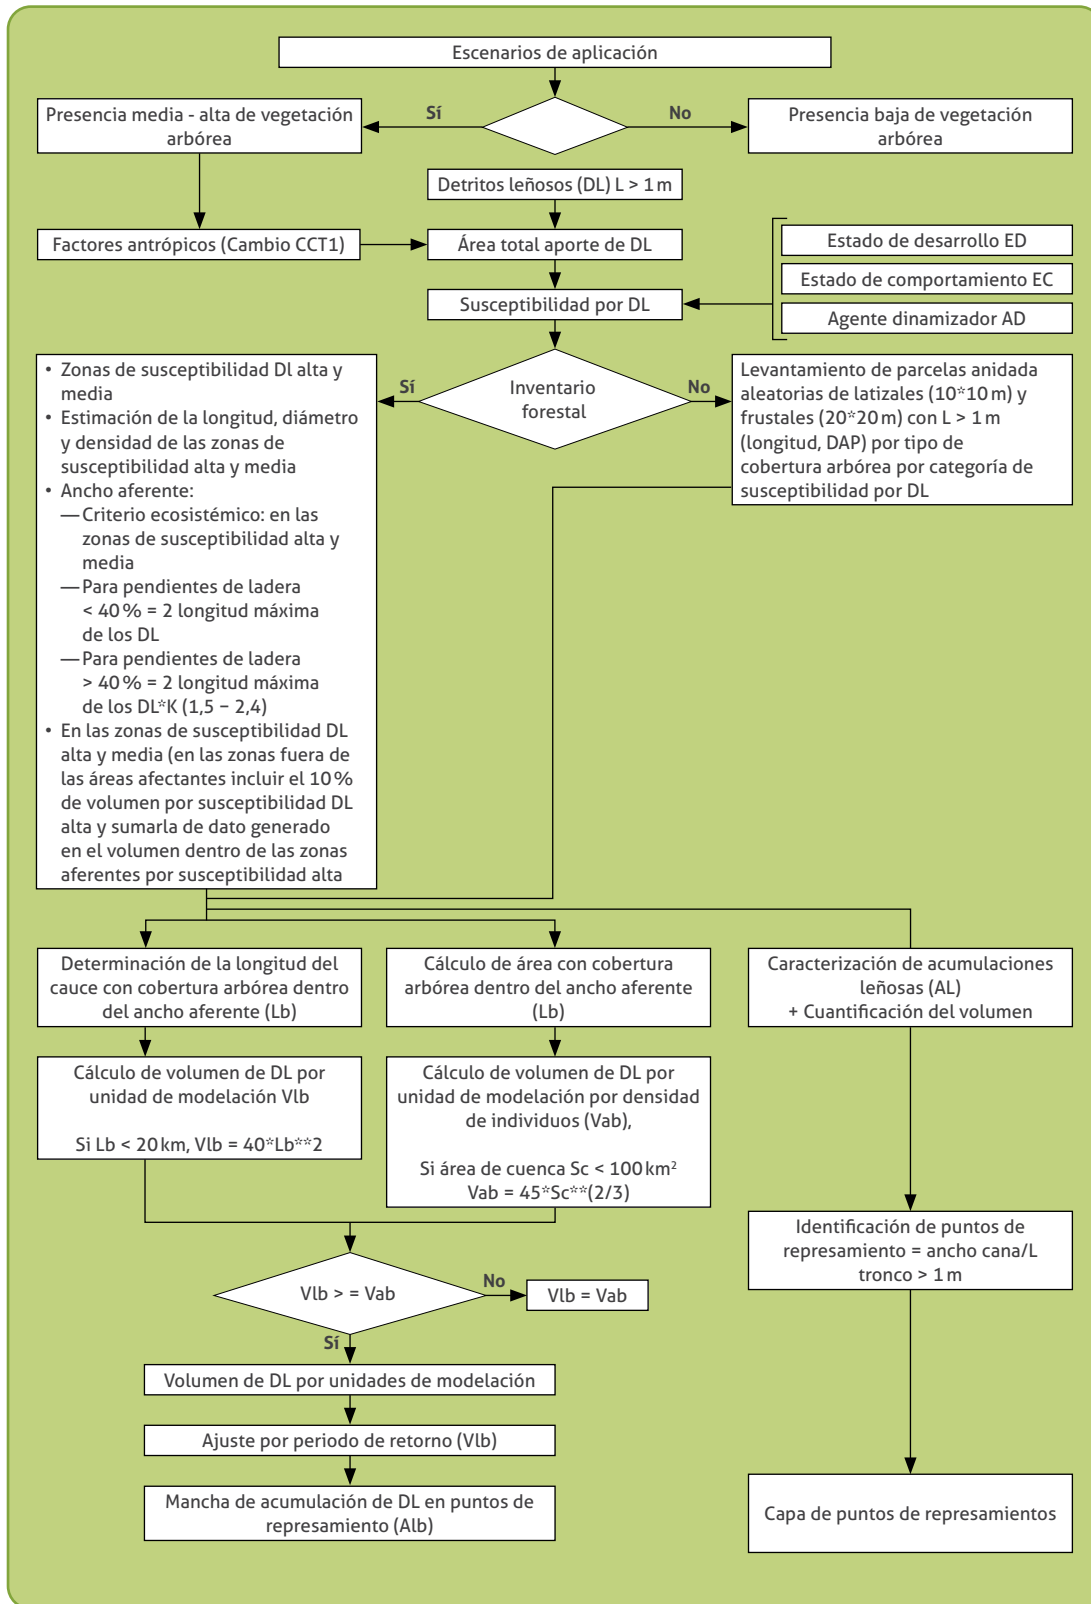 Escenarios de aplicación
Sí
No
Presencia media - alta de vegetación
arbórea
Presencia baja de vegetación
arbórea
Detritos leñosos (DL) L > 1 m
Factores antrópicos (Cambio CCT1)
Área total aporte de DL
Estado de desarrollo ED
Estado de comportamiento EC
Agente dinamizador AD
Susceptibilidad por DL
Inventario
forestal
Sí
No
• Zonas de susceptibilidad Dl alta y
media
• Estimación de la longitud, diámetro
y densidad de las zonas de
susceptibilidad alta y media
• Ancho aferente:
— Criterio ecosistémico: en las
zonas de susceptibilidad alta y
media
— Para pendientes de ladera
< 40 % = 2 longitud máxima
de los DL
— Para pendientes de ladera
> 40 % = 2 longitud máxima
de los DL*K (1,5 – 2,4)
• En las zonas de susceptibilidad DL
alta y media (en las zonas fuera de
las áreas afectantes incluir el 10 %
de volumen por susceptibilidad DL
alta y sumarla de dato generado
en el volumen dentro de las zonas
aferentes por susceptibilidad alta
Levantamiento de parcelas anidada
aleatorias de latizales (10*10 m) y
frustales (20*20 m) con L > 1 m
(longitud, DAP) por tipo de
cobertura arbórea por categoría de
susceptibilidad por DL
Determinación de la longitud del
cauce con cobertura arbórea dentro
del ancho aferente (Lb)
Cálculo de área con cobertura
arbórea dentro del ancho aferente
(Lb)
Caracterización de acumulaciones
leñosas (AL)
+ Cuantificación del volumen
Cálculo de volumen de DL por
unidad de modelación Vlb
Si Lb < 20 km, Vlb = 40*Lb**2
Cálculo de volumen de DL por
unidad de modelación por densidad
de individuos (Vab),
Si área de cuenca Sc < 100 km²
Vab = 45*Sc**(2/3)
Identificación de puntos de
represamiento = ancho cana/L
tronco > 1 m
Vlb > = Vab
No
Vlb = Vab
Sí
Volumen de DL por unidades de modelación
Ajuste por periodo de retorno (Vlb)
Mancha de acumulación de DL en puntos de
represamiento (Alb)
Capa de puntos de represamientos